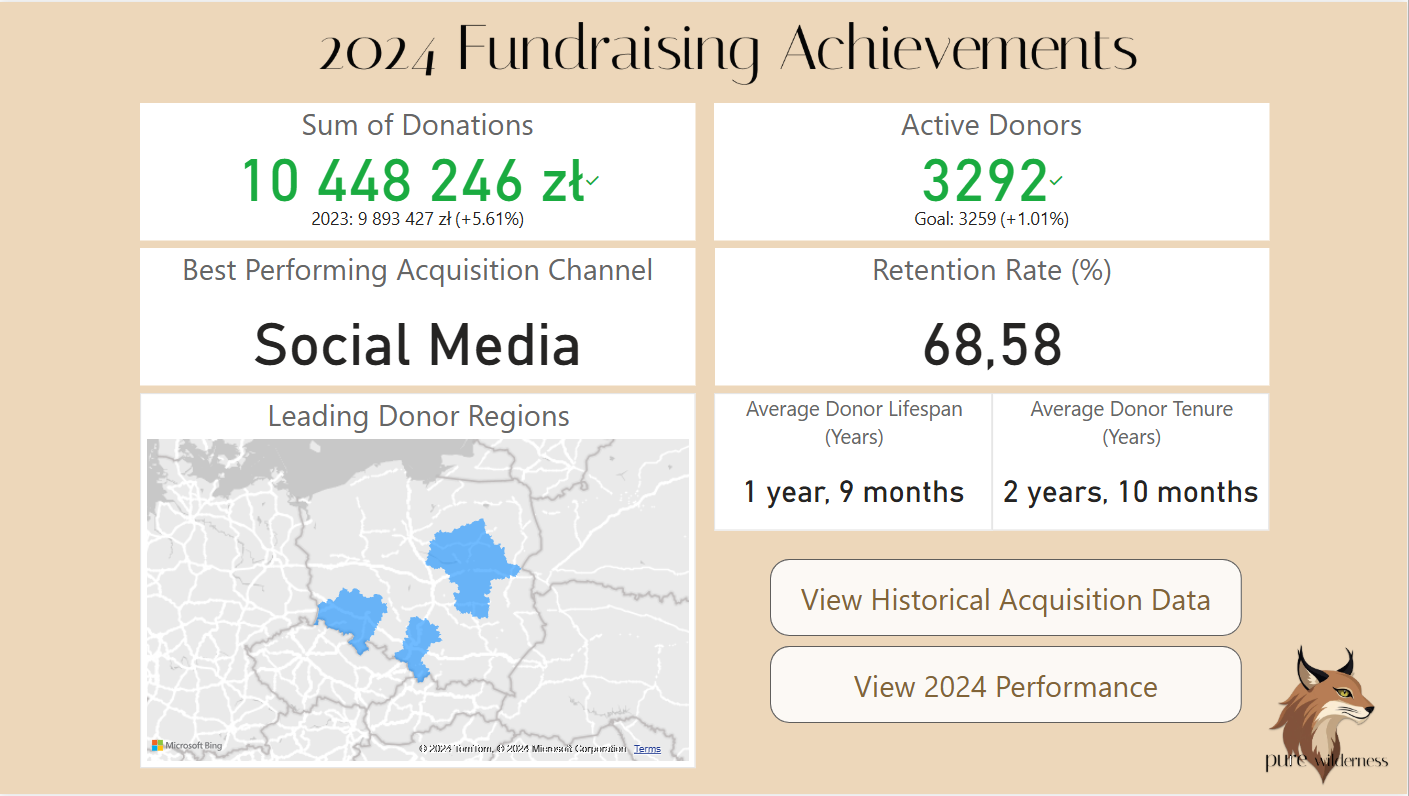 2024 Fundraising Achievements
Sum of Donations
10 448 246 zł
2023: 9 893 427 zł (+5.61%)
Active Donors
3292
Goal: 3259 (+1.01%)
Best Performing Acquisition Channel
Social Media
Retention Rate (%)
68,58
Leading Donor Regions
Microsoft Bing
© 2024 TomTom, © 2024 Microsoft Corporation Terms
Average Donor Lifespan
(Years)
1 year, 9 months
Average Donor Tenure
(Years)
2 years, 10 months
View Historical Acquisition Data
View 2024 Performance
pure wilderness